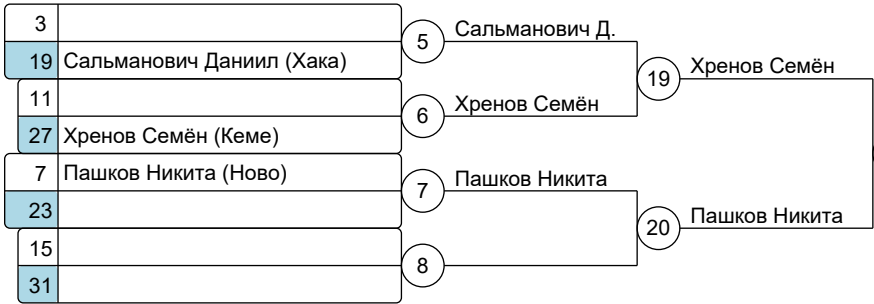 3
5
Сальманович Д.
19 Сальманович Даниил (Хака)
19
Хренов Семён
11
6
Хренов Семён
27 Хренов Семён (Кеме)
7 Пашков Никита (Ново)
7
Пашков Никита
23
20
Пашков Никита
15
8
31